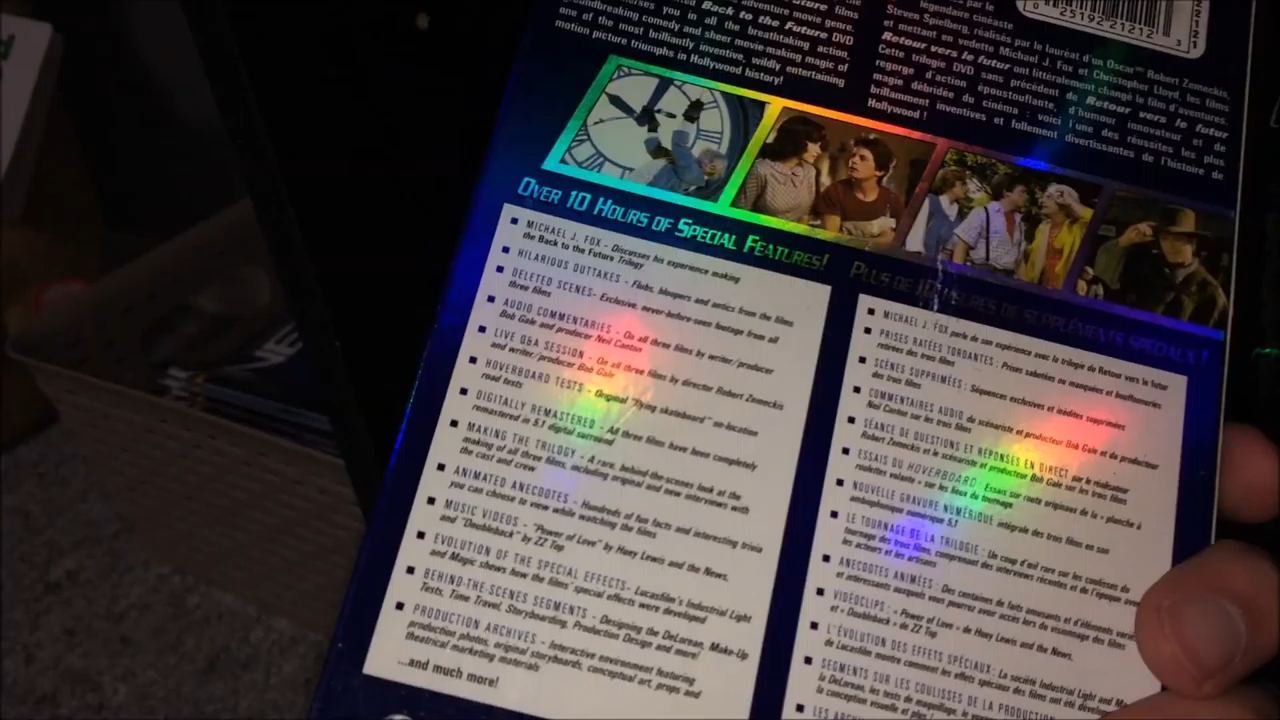 Back to the Future DVD
groundbreaking comedy and sheer movie-making magic of
one of the most brilliantly inventive, wildly entertaining
motion picture triumphs in Hollywood history!
légendaire cinéaste
Steven Spielberg, réalisés par le lauréat d'un Oscar™ Robert Zemeckis,
et mettant en vedette Michael J. Fox et Christopher Lloyd, les films
Retour vers le futur ont littéralement changé le film d'aventures.
Cette trilogie DVD sans précédent de Retour vers le futur
regorge d'action époustouflante, d'humour innovateur et de
magie débridée du cinéma : voici l'une des réussites les plus
brillamment inventives et follement divertissantes de l'histoire de
Hollywood !
0 25192 21212 3
OVER 10 HOURS OF SPECIAL FEATURES!
MICHAEL J. FOX - Discusses his experience making
the Back to the Future Trilogy
HILARIOUS OUTTAKES - Flubs, bloopers and antics from the films
DELETED SCENES- Exclusive, never-before-seen footage from all
three films
AUDIO COMMENTARIES - On all three films by writer/producer
Bob Gale and producer Neil Canton
LIVE Q&A SESSION - On all three films by director Robert Zemeckis
and writer/producer Bob Gale
HOVERBOARD TESTS - Original "flying skateboard" on-location
road tests
DIGITALLY REMASTERED - All three films have been completely
remastered in 5.1 digital surround
MAKING THE TRILOGY - A rare, behind-the-scenes look at the
making of all three films, including original and new interviews with
the cast and crew
ANIMATED ANECDOTES - Hundreds of fun facts and interesting trivia
you can choose to view while watching the films
MUSIC VIDEOS - "Power of Love" by Huey Lewis and the News,
and "Doubleback" by ZZ Top
EVOLUTION OF THE SPECIAL EFFECTS- Lucasfilm's Industrial Light
and Magic shows how the films' special effects were developed
BEHIND-THE-SCENES SEGMENTS - Designing the DeLorean, Make-Up
Tests, Time Travel, Storyboarding, Production Design and more!
PRODUCTION ARCHIVES - Interactive environment featuring
production photos, original storyboards, conceptual art, props and
theatrical marketing materials
...and much more!
PLUS DE 10 HEURES DE SUPPLÉMENTS SPÉCIAUX !
MICHAEL J. FOX parle de son expérience avec la trilogie du Retour vers le futur
PRISES RATÉES TORDANTES : Prises sabotées ou manquées et bouffonneries
retirées des trois films
SCÈNES SUPPRIMÉES : Séquences exclusives et inédites supprimées
des trois films
COMMENTAIRES AUDIO du scénariste et producteur Bob Gale et du producteur
Neil Canton sur les trois films
SÉANCE DE QUESTIONS ET RÉPONSES EN DIRECT par le réalisateur
Robert Zemeckis et le scénariste et producteur Bob Gale sur les trois films
ESSAIS DU HOVERBOARD : Essais sur route originaux de la « planche à
roulettes volante » sur les lieux du tournage
NOUVELLE GRAVURE NUMÉRIQUE intégrale des trois films en son
ambiophonique numérique 5.1
LE TOURNAGE DE LA TRILOGIE : Un coup d'œil rare sur les coulisses du
tournage des trois films, comprenant des interviews récentes et de l'époque avec
les acteurs et les artisans
ANECDOTES ANIMÉES : Des centaines de faits amusants et d'éléments
et intéressants auxquels vous pourrez avoir accès lors du visionnage des films
VIDÉOCLIPS : « Power of Love » de Huey Lewis and the News,
et « Doubleback » de ZZ Top
L'ÉVOLUTION DES EFFETS SPÉCIAUX- La société Industrial Light and
de Lucasfilm montre comment les effets spéciaux des films ont été
SEGMENTS SUR LES COULISSES DE LA PRODUCTION
la DeLorean, les tests de maquillage, le
la conception visuelle et plus !
LES